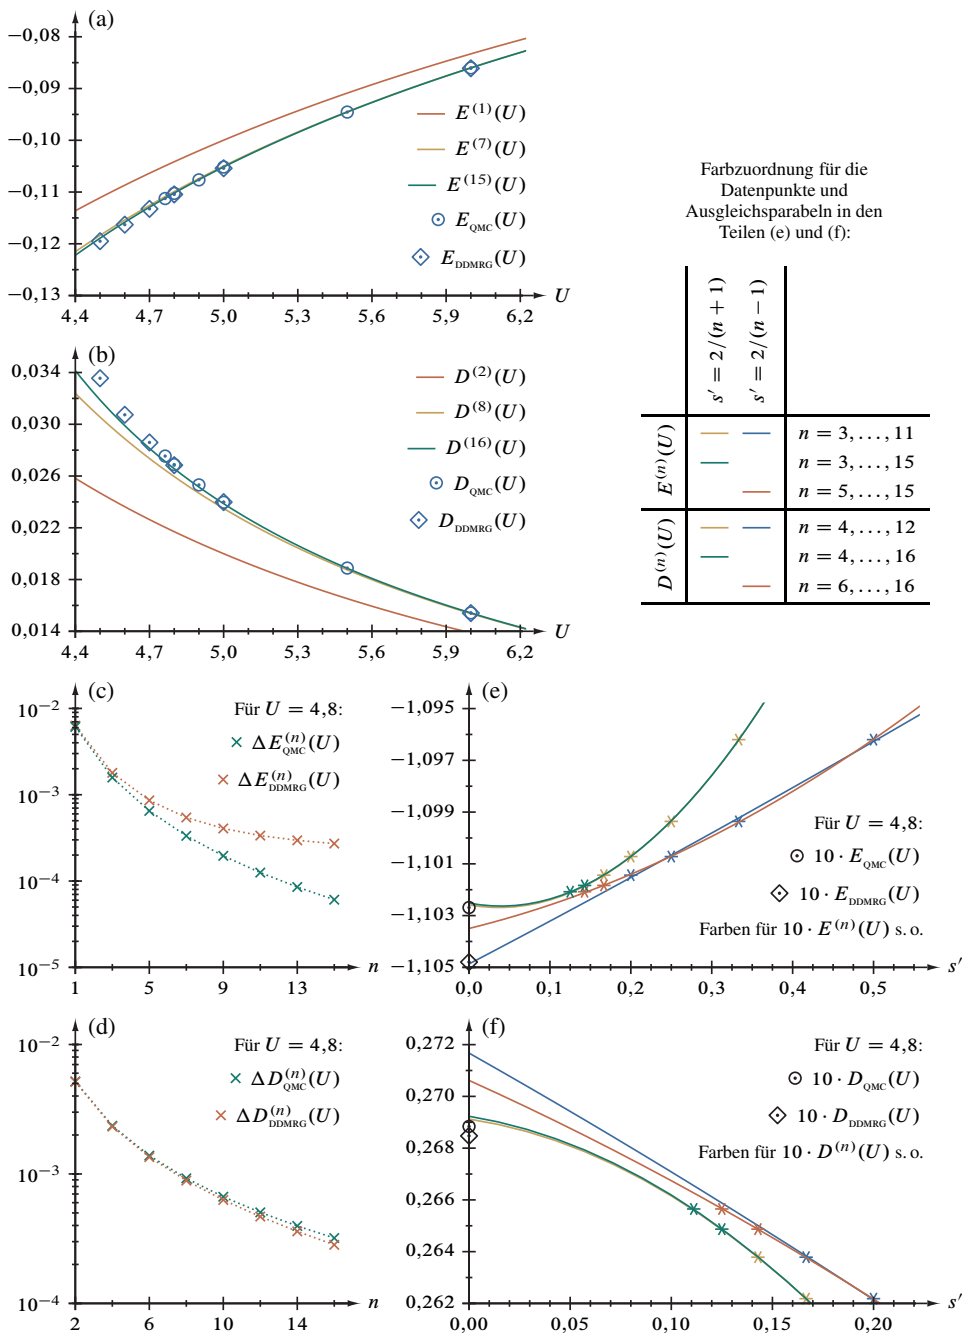 (a)
U
−0,08
−0,09
−0,10
−0,11
−0,12
−0,13
4,4 4,7 5,0 5,3 5,6 5,9 6,2 U
E^(1)(U)
E^(7)(U)
E^(15)(U)
E_QMC(U)
E_DDMRG(U)
(b)
0,034
0,030
0,026
0,022
0,018
0,014
4,4 4,7 5,0 5,3 5,6 5,9 6,2 U
D^(2)(U)
D^(8)(U)
D^(16)(U)
D_QMC(U)
D_DDMRG(U)
Farbzuordnung für die
Datenpunkte und
Ausgleichsparabeln in den
Teilen (e) und (f):
s′ = 2/(n + 1)
s′ = 2/(n − 1)
E^(n)(U)
n = 3, . . . , 11
n = 3, . . . , 15
n = 5, . . . , 15
D^(n)(U)
n = 4, . . . , 12
n = 4, . . . , 16
n = 6, . . . , 16
(c)
10^−2
10^−3
10^−4
10^−5
1 5 9 13 n
Für U = 4,8:
ΔE^(n)_QMC(U)
ΔE^(n)_DDMRG(U)
(e)
−1,095
−1,097
−1,099
−1,101
−1,103
−1,105
0,0 0,1 0,2 0,3 0,5 s′
Für U = 4,8:
10 · E_QMC(U)
10 · E_DDMRG(U)
Farben für 10 · E^(n)(U) s. o.
(d)
10^−2
10^−3
10^−4
2 6 10 14 n
Für U = 4,8:
ΔD^(n)_QMC(U)
ΔD^(n)_DDMRG(U)
(f)
0,272
0,270
0,268
0,266
0,264
0,262
0,00 0,05 0,10 0,15 0,20 s′
Für U = 4,8:
10 · D_QMC(U)
10 · D_DDMRG(U)
Farben für 10 · D^(n)(U) s. o.